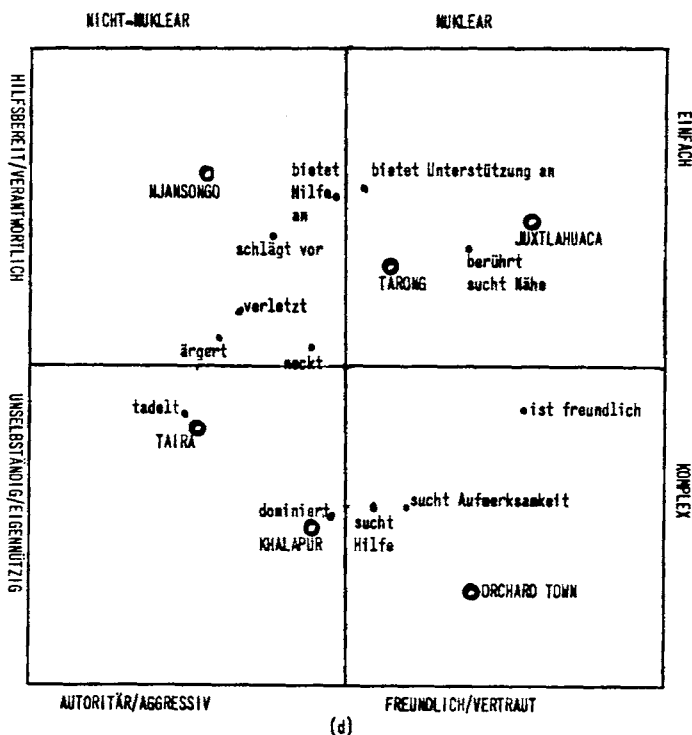 NICHT-NUKLEAR
NUKLEAR
HILFSBEREIT/VERANTWORTLICH
EINFACH
bietet
Hilfe
an
bietet Unterstützung an
NJANSONGO
JUXTLAHUACA
schlägt vor
berührt
sucht Nähe
TARONG
verletzt
ärgert
neckt
UNSELBSTÄNDIG/EIGENNÜTZIG
KOMPLEX
tadelt
ist freundlich
TAIRA
dominiert
sucht
Hilfe
sucht Aufmerksamkeit
KHALAPUR
ORCHARD TOWN
AUTORITÄR/AGGRESSIV
FREUNDLICH/VERTRAUT
(d)